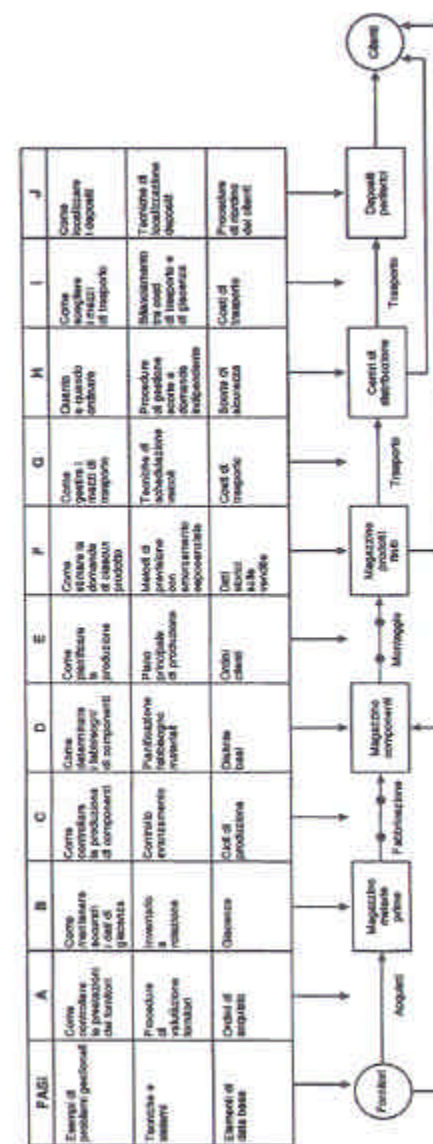 FASI
A
B
C
D
E
F
G
H
I
J
Esempi di
problemi gestionali
Come
controllare
le prestazioni
dei fornitori
Come
mantenere
accurati
i dati di
giacenza
Come
controllare
la produzione
di componenti
Come
determinare
i fabbisogni
di componenti
Come
pianificare
la
produzione
Come
stimare la
domanda
di ciascun
prodotto
Come
gestire i
mezzi di
trasporto
Quanto
e quando
ordinare
Come
scegliere
i mezzi
di trasporto
Come
localizzare
i depositi
Tecniche e
sistemi
Procedure
di
valutazione
fornitori
Inventario
a
rotazione
Controllo
avanzamento
Pianificazione
fabbisogno
materiali
Piano
principale
di produzione
Metodi di
previsione
con
smorzamento
esponenziale
Tecniche di
schedulazione
veicoli
Procedure
di gestione
scorte a
domanda
indipendente
Bilanciamento
tra costi
di trasporto e
di giacenza
Tecniche di
localizzazione
depositi
Elementi di
data base
Ordini di
acquisto
Giacenze
Cicli di
produzione
Distinte
basi
Ordini
clienti
Dati
storici
sulle
vendite
Costi di
trasporto
Scorte di
sicurezza
Costi di
trasporto
Procedure
di riordino
dei clienti
Fornitori
Acquisti
Magazzino
materie
prime
Fabbricazione
Magazzino
componenti
Montaggio
Magazzino
prodotti
finiti
Trasporti
Centri di
distribuzione
Trasporto
Depositi
periferici
Clienti